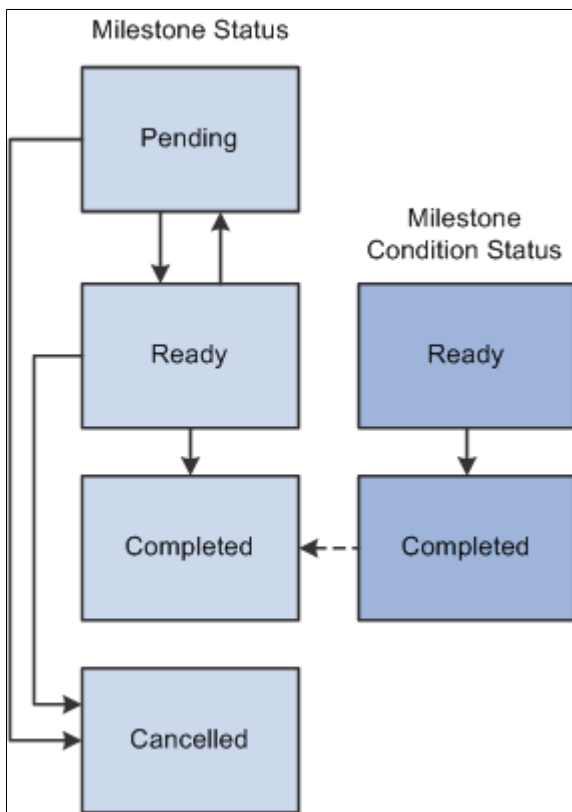 Milestone Status
Pending
Milestone
Condition Status
Ready
Ready
Completed
Completed
Cancelled